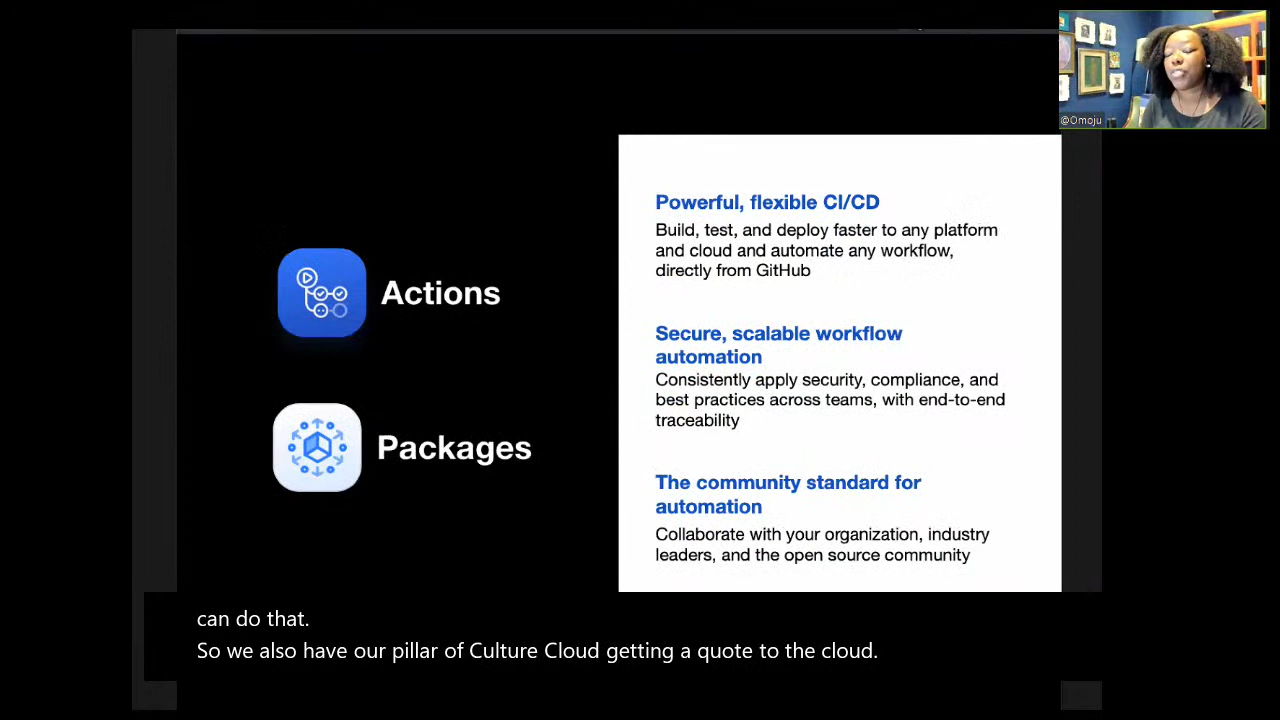 @Omoju
Actions
Packages
Powerful, flexible CI/CD
Build, test, and deploy faster to any platform
and cloud and automate any workflow,
directly from GitHub
Secure, scalable workflow
automation
Consistently apply security, compliance, and
best practices across teams, with end-to-end
traceability
The community standard for
automation
Collaborate with your organization, industry
leaders, and the open source community
can do that.
So we also have our pillar of Culture Cloud getting a quote to the cloud.